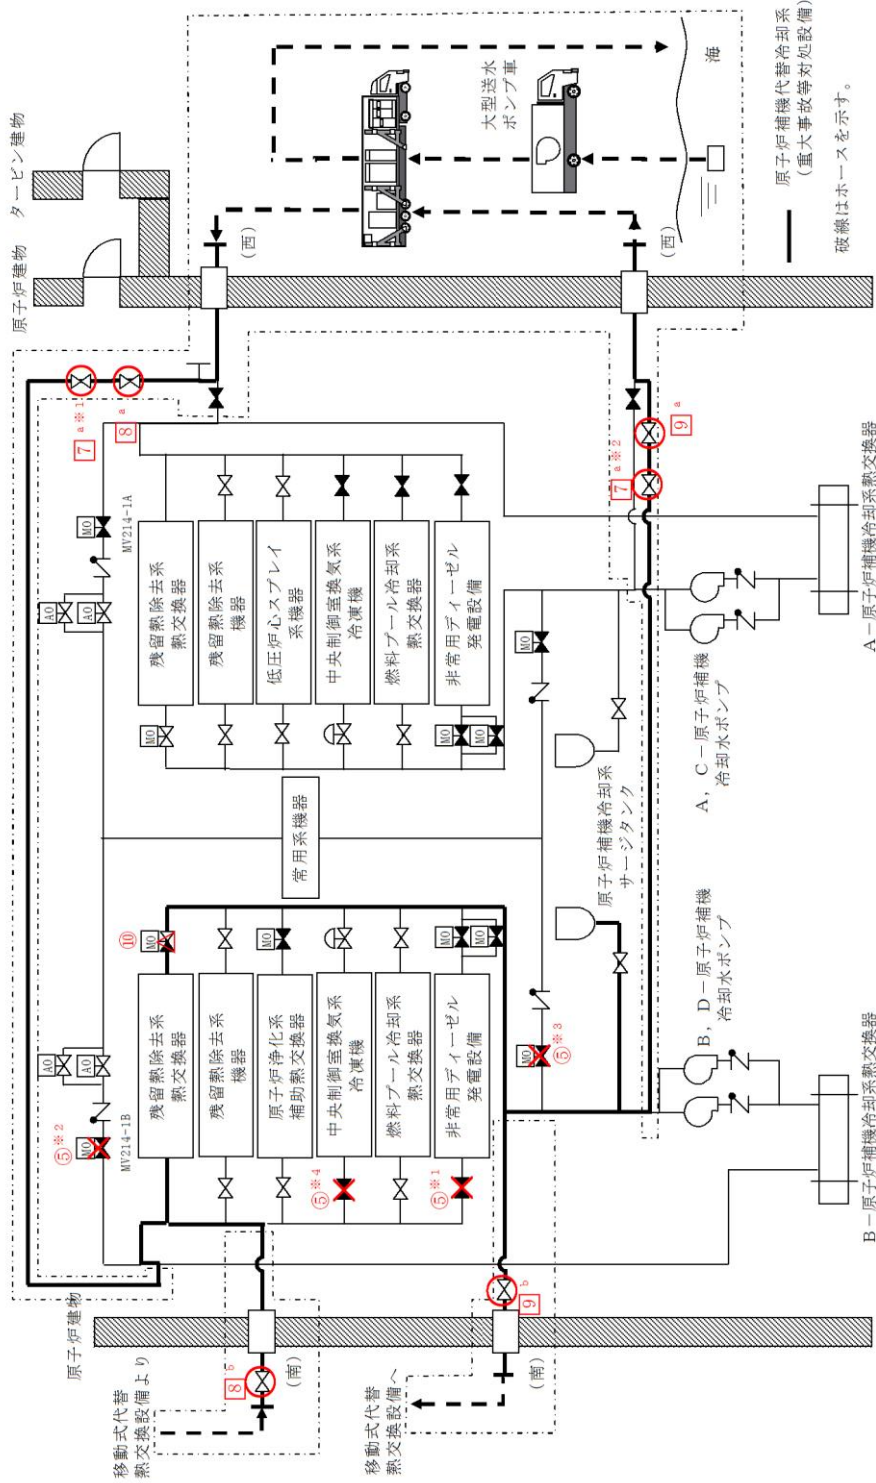 移動式代替
熱交換設備より
移動式代替
熱交換設備へ
原子炉建物
(南)
(南)
8 b
9 b
⑤※2
MO
MV214-1B
AO
AO
⑤※4
⑤※1
⑤※3
MO
⑩
MO
残留熱除去系
熱交換器
残留熱除去系
機器
原子炉浄化系
補助熱交換器
MO
中央制御室換気系
冷凍機
燃料プール冷却系
熱交換器
非常用ディーゼル
発電設備
MO
MO
常用系機器
B,D-原子炉補機
冷却水ポンプ
B-原子炉補機冷却系熱交換器
原子炉補機冷却系
サージタンク
AO
AO
MO
MV214-1A
MO
残留熱除去系
熱交換器
残留熱除去系
機器
低圧炉心スプレイ
系機器
中央制御室換気系
冷凍機
燃料プール冷却系
熱交換器
非常用ディーゼル
発電設備
MO
MO
MO
A,C-原子炉補機
冷却水ポンプ
A-原子炉補機冷却系熱交換器
7 a※1
8 a
7 a※2
9 a
原子炉建物
タービン建物
(西)
(西)
大型送水
ポンプ車
海
原子炉補機代替冷却系
(重大事故等対処設備)
破線はホースを示す。